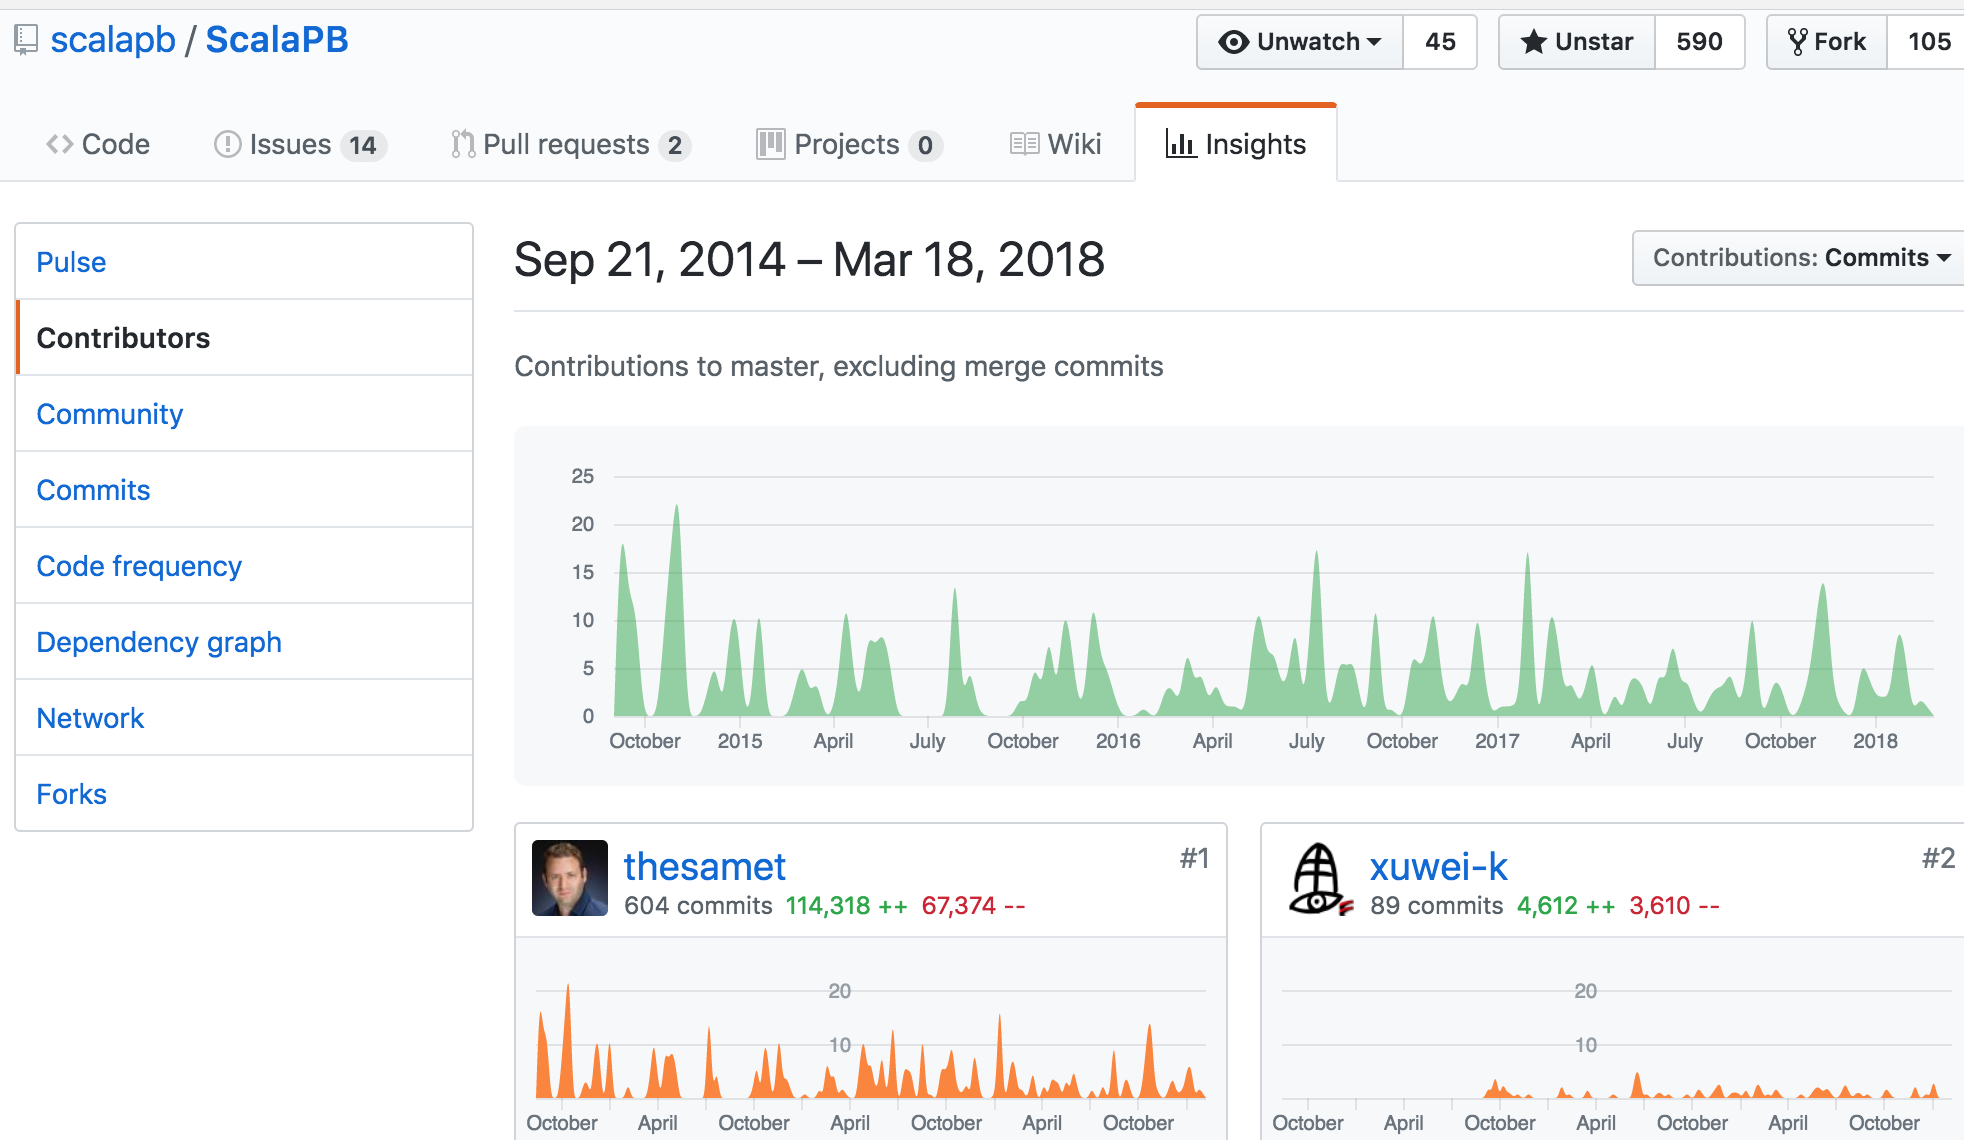 scalapb / ScalaPB
Unwatch 45
Unstar 590
Fork 105
Code
Issues 14
Pull requests 2
Projects 0
Wiki
Insights
Pulse
Contributors
Community
Commits
Code frequency
Dependency graph
Network
Forks
Sep 21, 2014 – Mar 18, 2018
Contributions: Commits
Contributions to master, excluding merge commits
25
20
15
10
5
0
October 2015 April July October 2016 April July October 2017 April July October 2018
thesamet #1
604 commits 114,318 ++ 67,374 --
20
10
October April October April October April October
xuwei-k #2
89 commits 4,612 ++ 3,610 --
20
10
October April October April October April October